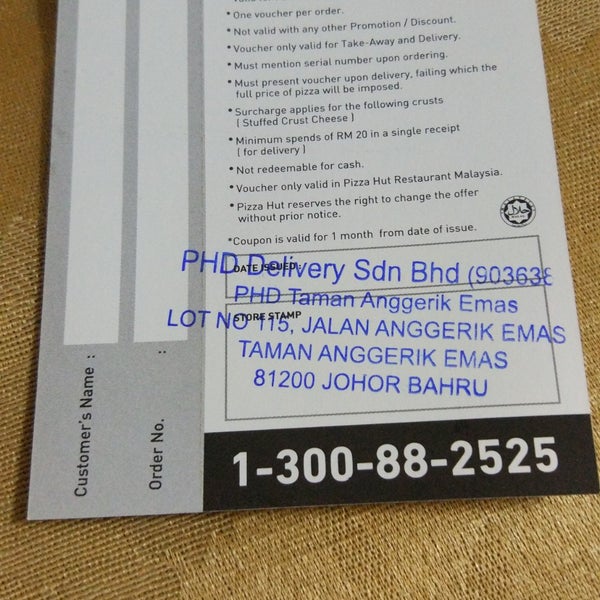 • One voucher per order.
• Not valid with any other Promotion / Discount.
• Voucher only valid for Take-Away and Delivery.
• Must mention serial number upon ordering.
• Must present voucher upon delivery, failing which the
full price of pizza will be imposed.
• Surcharge applies for the following crusts
( Stuffed Crust Cheese )
• Minimum spends of RM 20 in a single receipt
( for delivery )
• Not redeemable for cash.
• Voucher only valid in Pizza Hut Restaurant Malaysia.
• Pizza Hut reserves the right to change the offer
without prior notice.
*Coupon is valid for 1 month from date of issue.
DATE ISSUED:
PHD Delivery Sdn Bhd (903638
PHD Taman Anggerik Emas
STORE STAMP
LOT NO 115, JALAN ANGGERIK EMAS
TAMAN ANGGERIK EMAS
81200 JOHOR BAHRU
1-300-88-2525
Customer's Name :
Order No. :